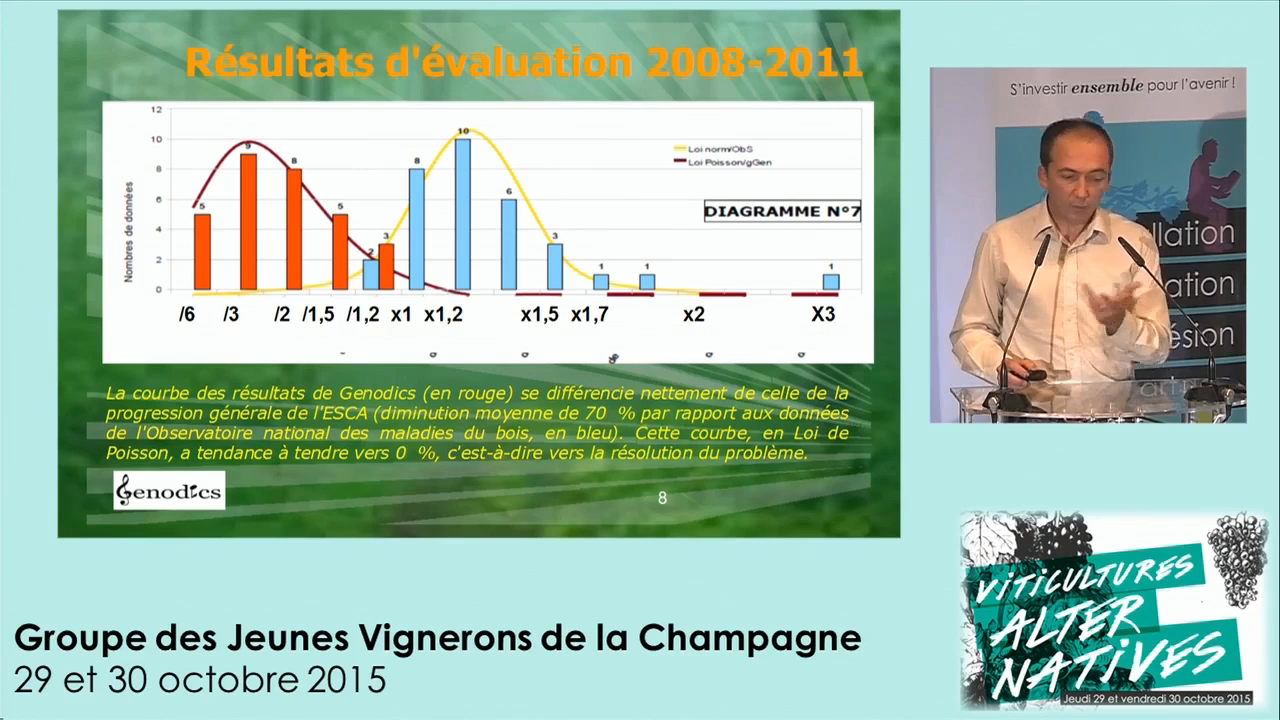 Résultats d'évaluation 2008-2011
12
10
8
6
4
2
0
Nombres de données
5
9
8
5
2
3
8
10
6
3
1
1
1
Loi norm/ObS
Loi Poisson/gGen
DIAGRAMME N°7
/6 /3 /2 /1,5 /1,2 x1 x1,2 x1,5 x1,7 x2 X3
La courbe des résultats de Genodics (en rouge) se différencie nettement de celle de la
progression générale de l'ESCA (diminution moyenne de 70 % par rapport aux données
de l'Observatoire national des maladies du bois, en bleu). Cette courbe, en Loi de
Poisson, a tendance à tendre vers 0 %, c'est-à-dire vers la résolution du problème.
Genodics
8
S'investir ensemble pour l'avenir !
llation
ation
ésion
VITICULTURES
ALTER
NATIVES
Jeudi 29 et vendredi 30 octobre 2015
Groupe des Jeunes Vignerons de la Champagne
29 et 30 octobre 2015